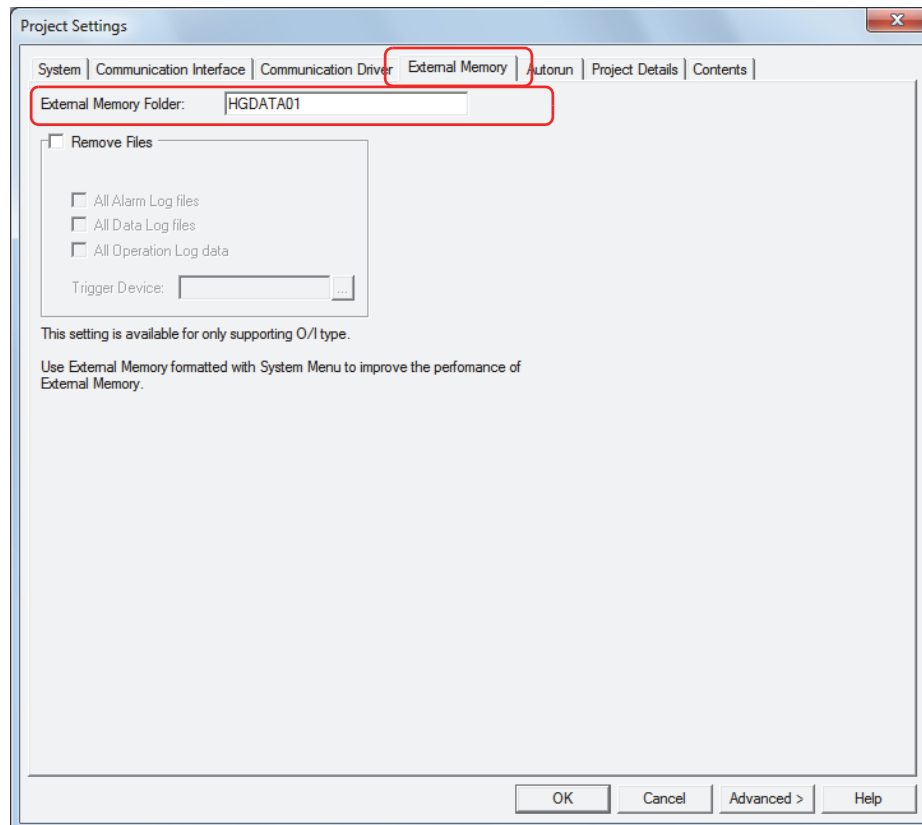 Project Settings
System Communication Interface Communication Driver External Memory Autorun Project Details Contents
External Memory Folder: HGDATA01
Remove Files
All Alarm Log files
All Data Log files
All Operation Log data
Trigger Device: ...
This setting is available for only supporting O/I type.
Use External Memory formatted with System Menu to improve the perfomance of
External Memory.
OK Cancel Advanced > Help